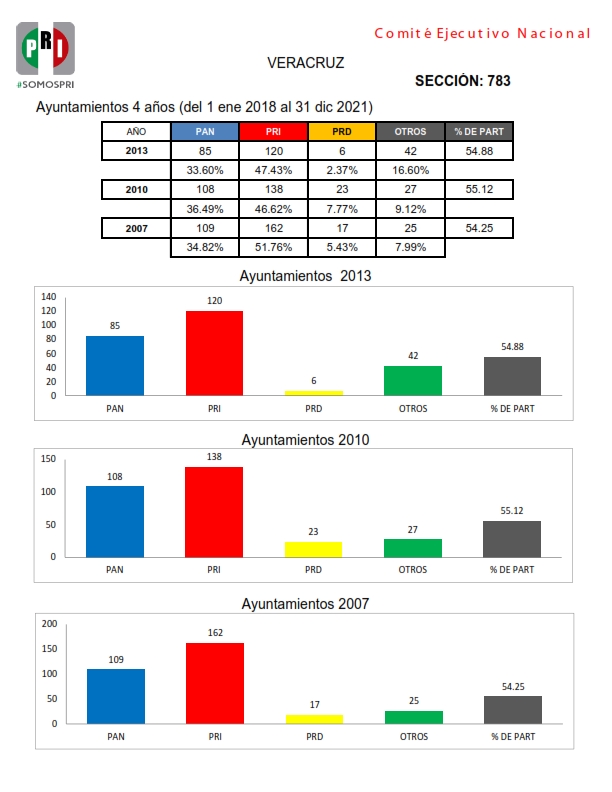 Comité Ejecutivo Nacional
PRI
#SOMOSPRI
VERACRUZ
SECCIÓN: 783
Ayuntamientos 4 años (del 1 ene 2018 al 31 dic 2021)
AÑO PAN PRI PRD OTROS % DE PART
2013 85 120 6 42 54.88
33.60% 47.43% 2.37% 16.60%
2010 108 138 23 27 55.12
36.49% 46.62% 7.77% 9.12%
2007 109 162 17 25 54.25
34.82% 51.76% 5.43% 7.99%
Ayuntamientos 2013
140
120
100
80
60
40
20
0
85 120 6 42 54.88
PAN PRI PRD OTROS % DE PART
Ayuntamientos 2010
150
100
50
0
108 138 23 27 55.12
PAN PRI PRD OTROS % DE PART
Ayuntamientos 2007
200
150
100
50
0
109 162 17 25 54.25
PAN PRI PRD OTROS % DE PART